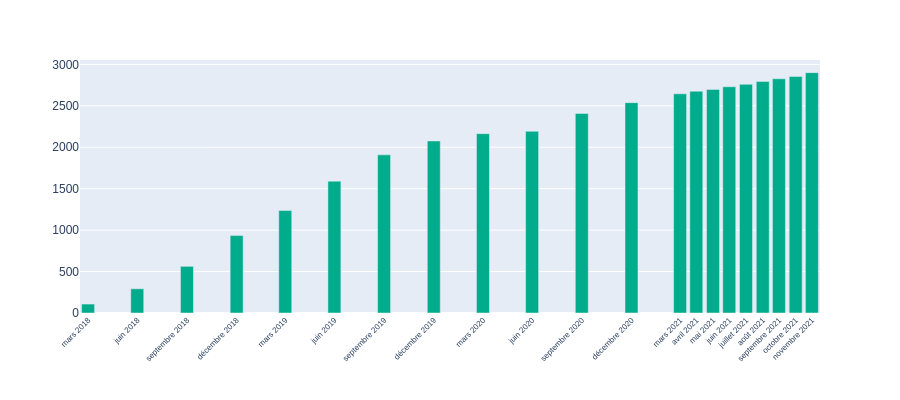 3000
2500
2000
1500
1000
500
0
mars 2018
juin 2018
septembre 2018
décembre 2018
mars 2019
juin 2019
septembre 2019
décembre 2019
mars 2020
juin 2020
septembre 2020
décembre 2020
mars 2021
avril 2021
mai 2021
juin 2021
juillet 2021
août 2021
septembre 2021
octobre 2021
novembre 2021